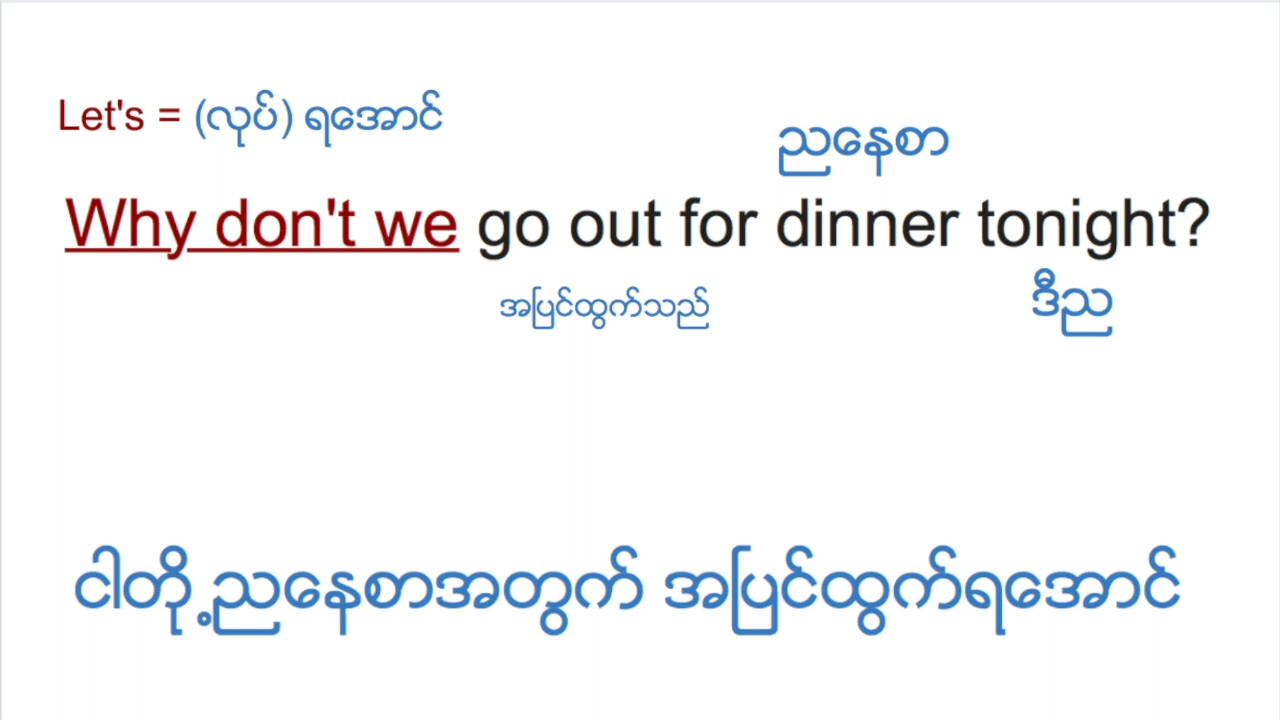 Let's = (လုပ်) ရအောင်
ညနေစာ
Why don't we go out for dinner tonight?
အပြင်ထွက်သည်
ဒီည
ငါတို့ညနေစာအတွက် အပြင်ထွက်ရအောင်